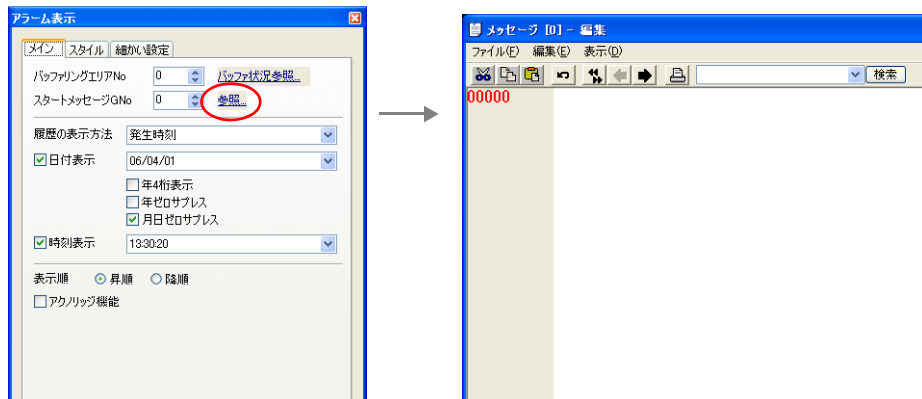 アラーム表示
メイン スタイル 細かい設定
バッファリングエリアNo 0 バッファ状況参照...
スタートメッセージGNo 0 参照...
履歴の表示方法 発生時刻
日付表示 06/04/01
年4桁表示
年ゼロサプレス
月日ゼロサプレス
時刻表示 13:30:20
表示順 昇順 降順
アクノリッジ機能
メッセージ [0] - 編集
ファイル(F) 編集(E) 表示(D)
検索
00000